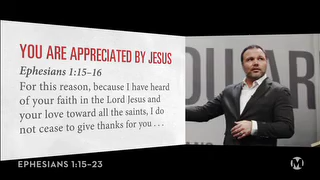 YOU ARE APPRECIATED BY JESUS
Ephesians 1:15–16
For this reason, because I have heard
of your faith in the Lord Jesus and
your love toward all the saints, I do
not cease to give thanks for you . . .
EPHESIANS 1:15–23
M